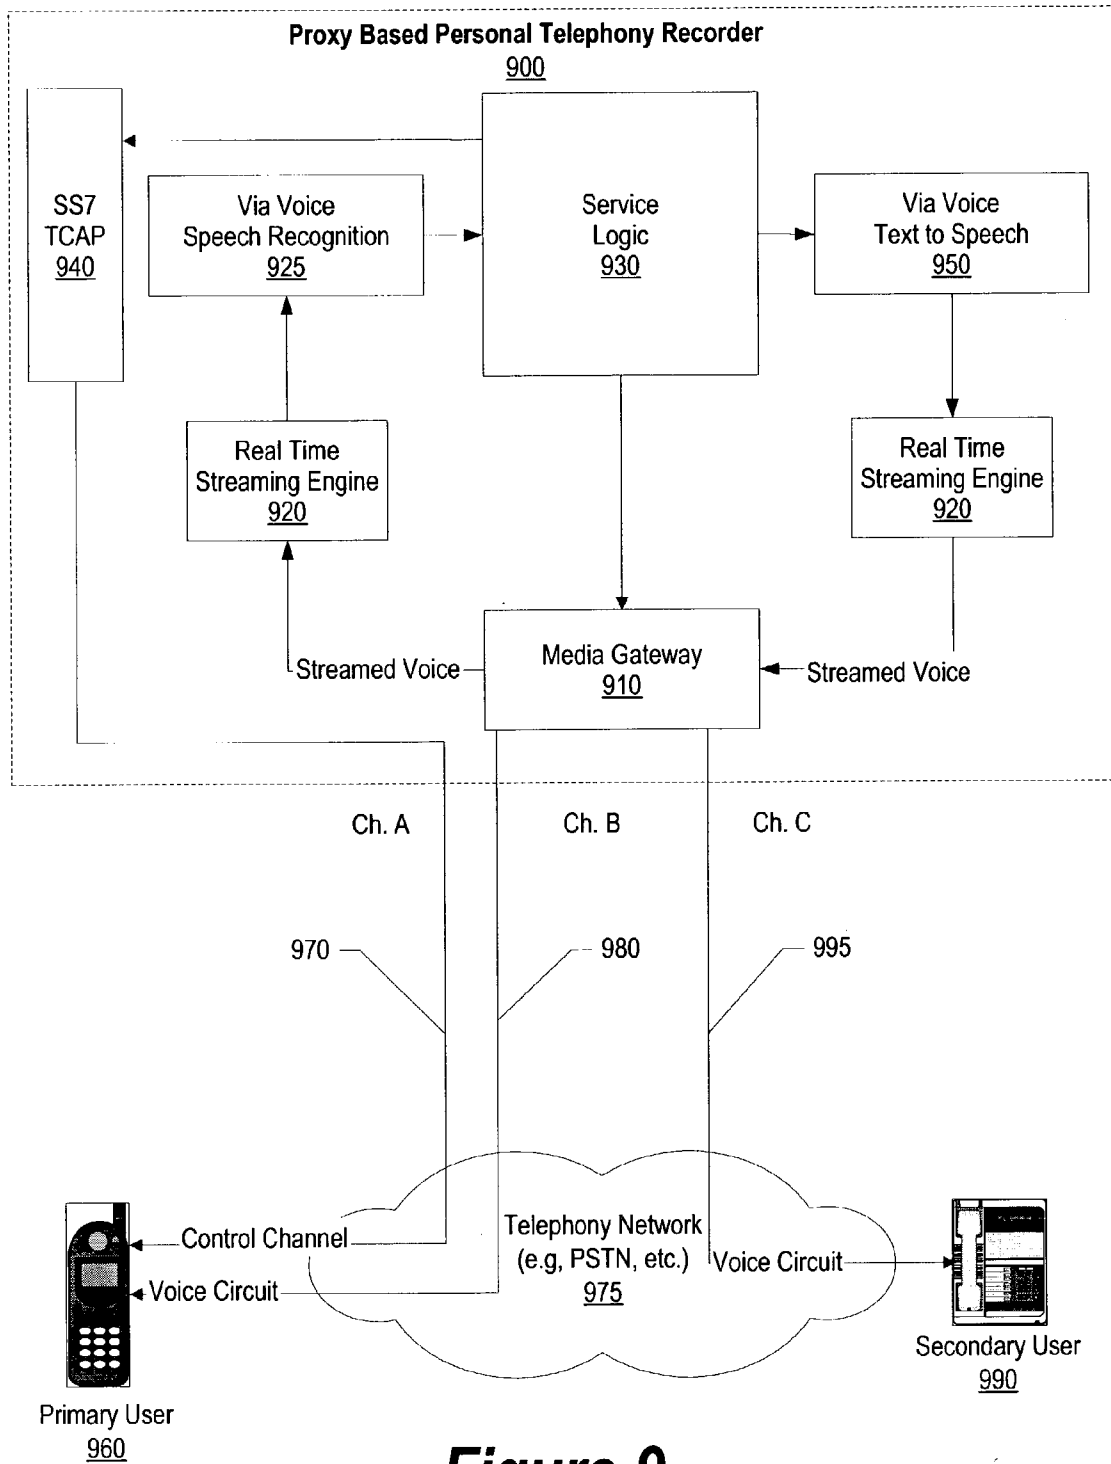 Proxy Based Personal Telephony Recorder
900
SS7
TCAP
940
Via Voice
Speech Recognition
925
Service
Logic
930
Via Voice
Text to Speech
950
Real Time
Streaming Engine
920
Real Time
Streaming Engine
920
Streamed Voice
Media Gateway
910
Streamed Voice
Ch. A
Ch. B
Ch. C
970
980
995
Control Channel
Voice Circuit
Telephony Network
(e.g, PSTN, etc.)
975
Voice Circuit
Secondary User
990
Primary User
960
Figure 9